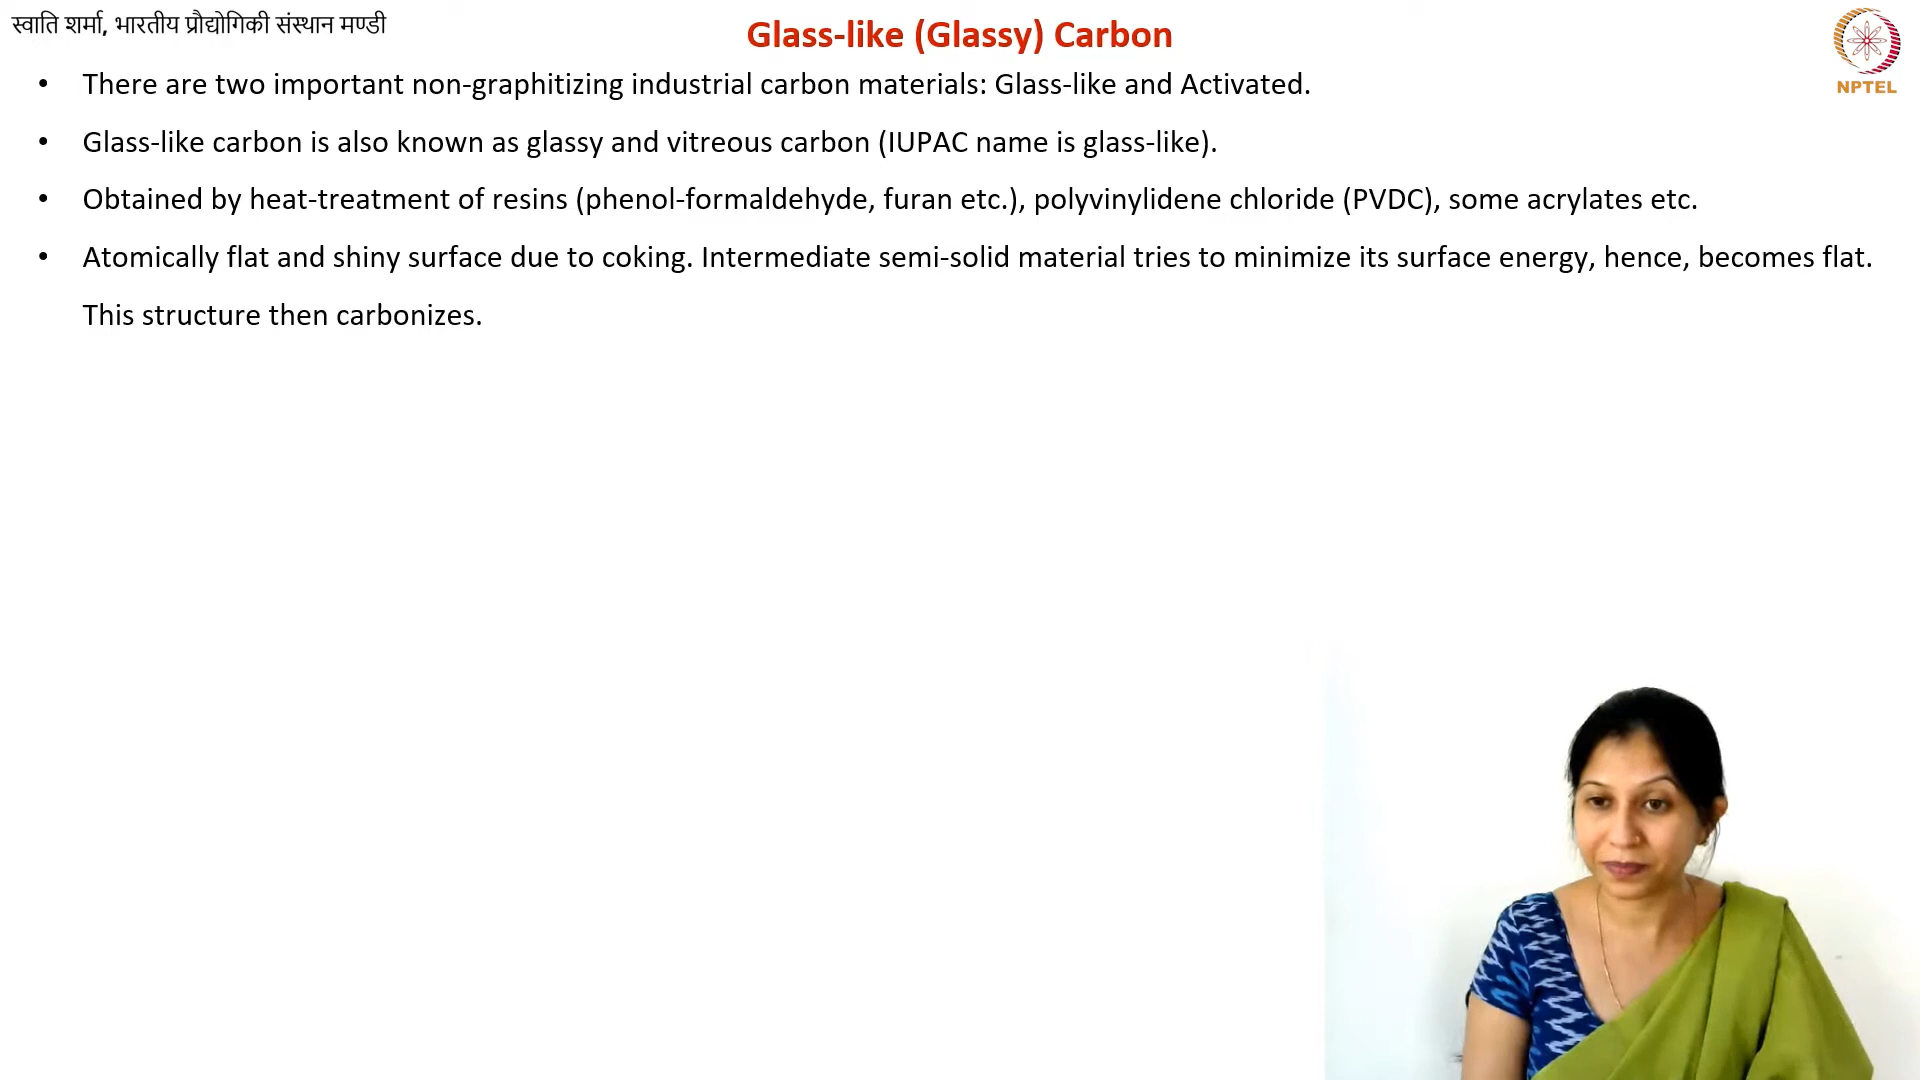 स्वाति शर्मा, भारतीय प्रौद्योगिकी संस्थान मण्डी
Glass-like (Glassy) Carbon
NPTEL
• There are two important non-graphitizing industrial carbon materials: Glass-like and Activated.
• Glass-like carbon is also known as glassy and vitreous carbon (IUPAC name is glass-like).
• Obtained by heat-treatment of resins (phenol-formaldehyde, furan etc.), polyvinylidene chloride (PVDC), some acrylates etc.
• Atomically flat and shiny surface due to coking. Intermediate semi-solid material tries to minimize its surface energy, hence, becomes flat.
This structure then carbonizes.